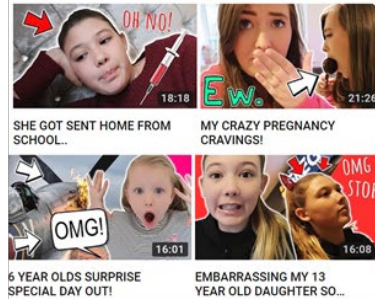 OH NO!
18:18
SHE GOT SENT HOME FROM
SCHOOL..
Ew.
21:26
MY CRAZY PREGNANCY
CRAVINGS!
OMG!
16:01
6 YEAR OLDS SURPRISE
SPECIAL DAY OUT!
OMG
STOP
16:08
EMBARRASSING MY 13
YEAR OLD DAUGHTER SO...